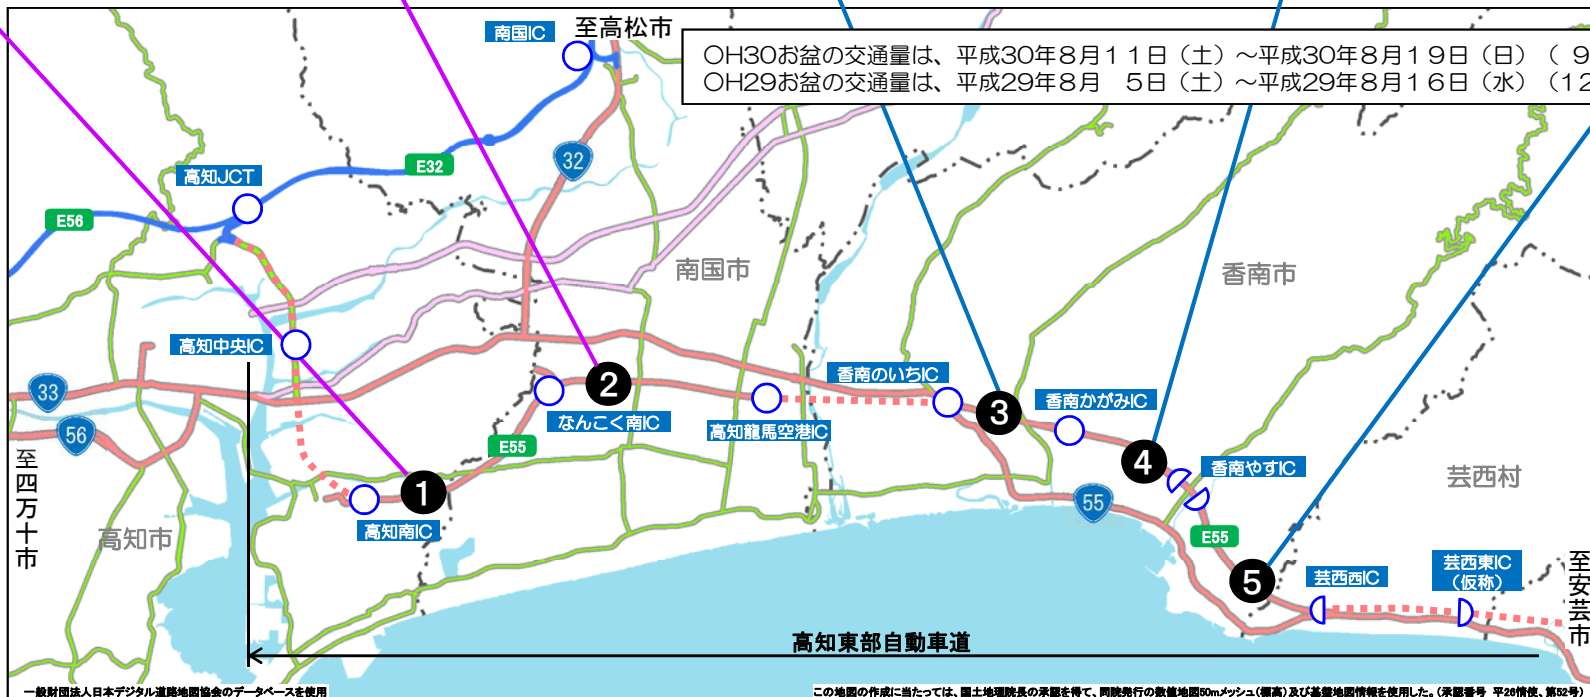 南国IC
至高松市
〇H30お盆の交通量は、平成30年8月11日（土）～平成30年8月19日（日）（ 9
〇H29お盆の交通量は、平成29年8月　5日（土）～平成29年8月16日（水）（12
32
E32
高知JCT
E56
南国市
香南市
高知中央IC
33
56
2
なんこく南IC
高知龍馬空港IC
香南のいちIC
3
香南かがみIC
4
香南やすIC
芸西村
E55
至四万十市
1
高知南IC
高知市
55
E55
5
芸西西IC
芸西東IC
（仮称）
至安芸市
高知東部自動車道
一般財団法人日本デジタル道路地図協会のデータベースを使用
この地図の作成に当たっては、国土地理院長の承認を得て、同院発行の数値地図50mメッシュ（標高）及び基盤地図情報を使用した。（承認番号 平26情使、第52号）